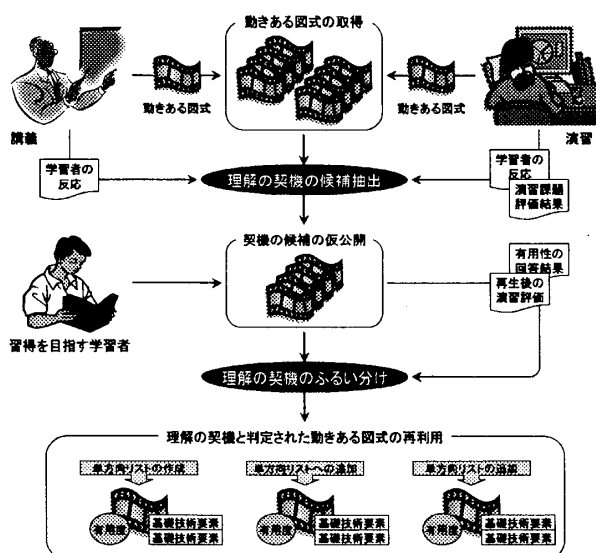 動きある図式の取得
動きある図式
動きある図式
講義
演習
学習者の
反応
学習者の
反応
演習課題
評価結果
理解の契機の候補抽出
契機の候補の仮公開
有用性の
回答結果
再生後の
演習評価
習得を目指す学習者
理解の契機のふるい分け
理解の契機と判定された動きある図式の再利用
単方向リストの作成
単方向リストへの追加
単方向リストの追加
有用度
基礎技術要素
基礎技術要素
有用度
基礎技術要素
基礎技術要素
有用度
基礎技術要素
基礎技術要素